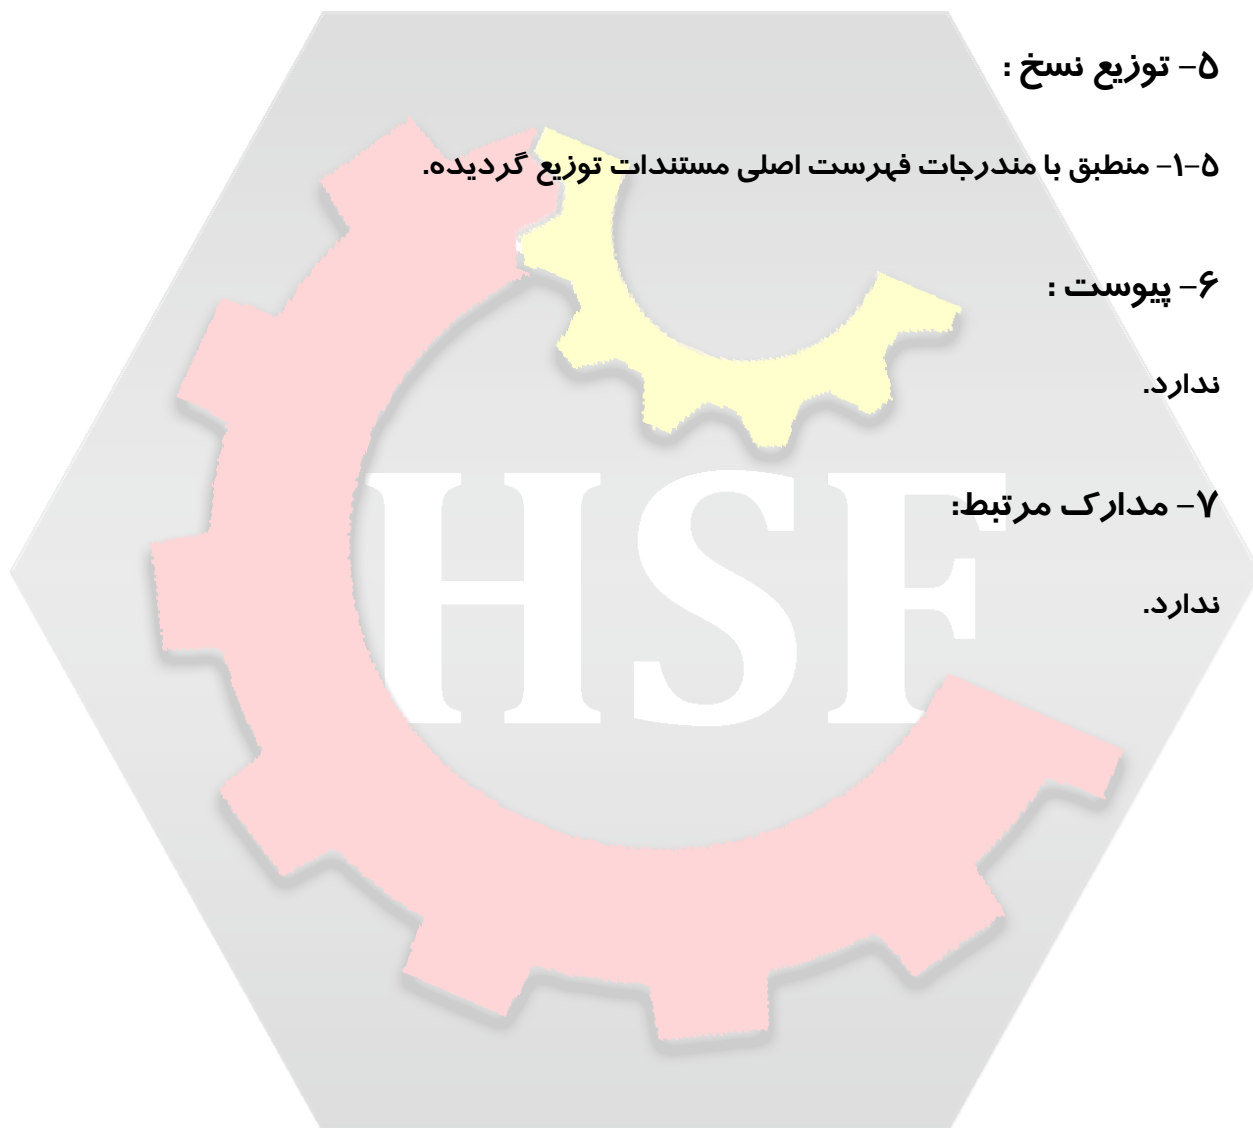 ۵- توزیع نسخ :
۵-۱- منطبق با مندرجات فهرست اصلی مستندات توزیع گردیده.
۶- پیوست :
ندارد.
HSF
۷- مدارک مرتبط:
ندارد.